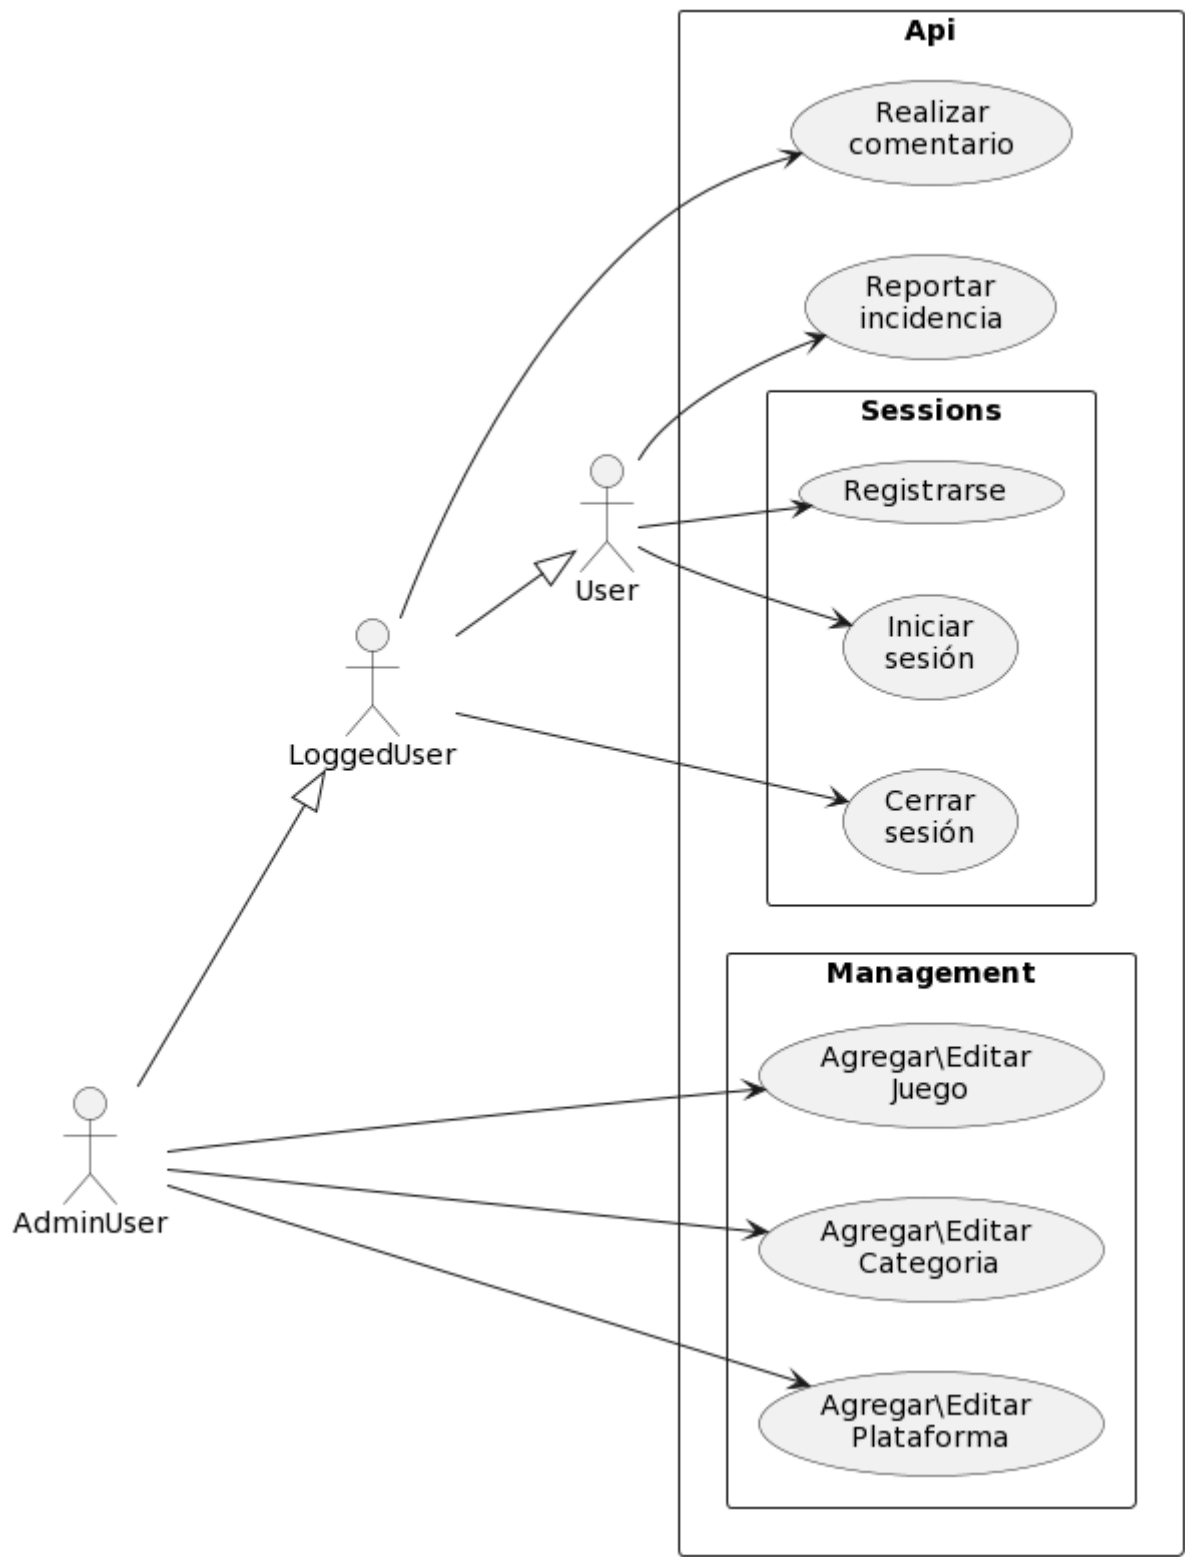 Api
Realizar
comentario
Reportar
incidencia
Sessions
Registrarse
User
Iniciar
sesión
LoggedUser
Cerrar
sesión
Management
Agregar\Editar
Juego
AdminUser
Agregar\Editar
Categoria
Agregar\Editar
Plataforma